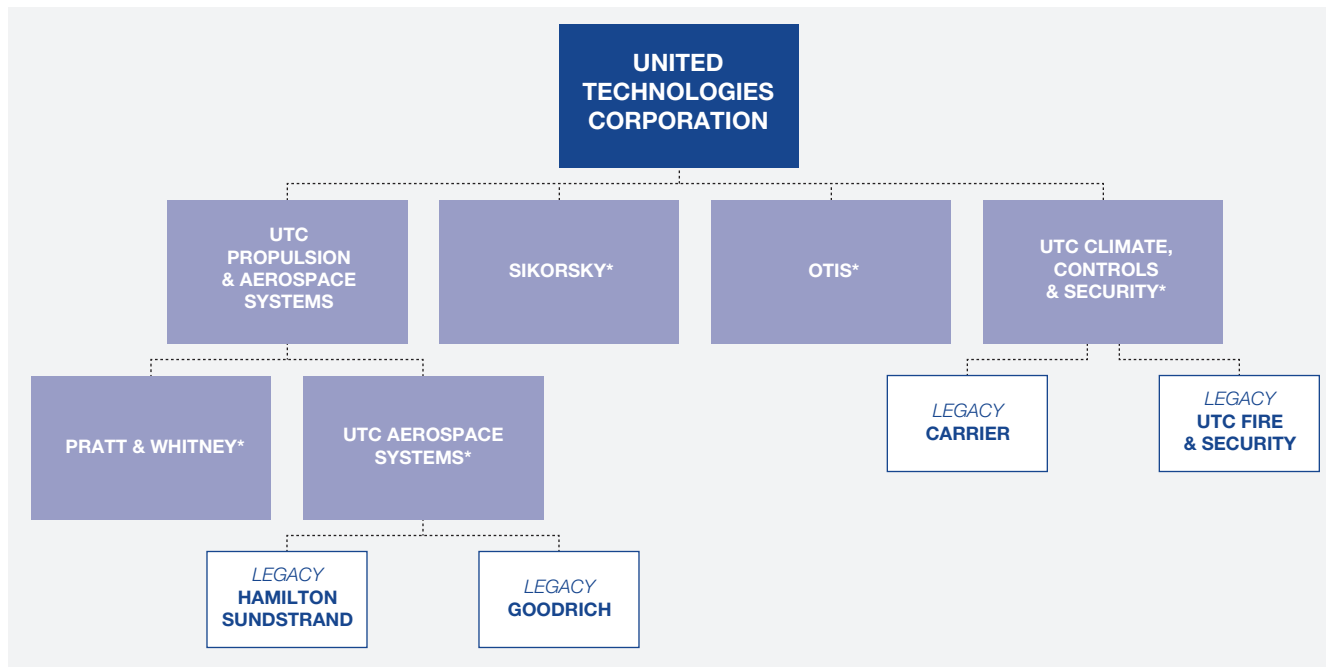 UNITED
TECHNOLOGIES
CORPORATION
UTC
PROPULSION
& AEROSPACE
SYSTEMS
SIKORSKY*
OTIS*
UTC CLIMATE,
CONTROLS
& SECURITY*
PRATT & WHITNEY*
UTC AEROSPACE
SYSTEMS*
LEGACY
CARRIER
LEGACY
UTC FIRE
& SECURITY
LEGACY
HAMILTON
SUNDSTRAND
LEGACY
GOODRICH